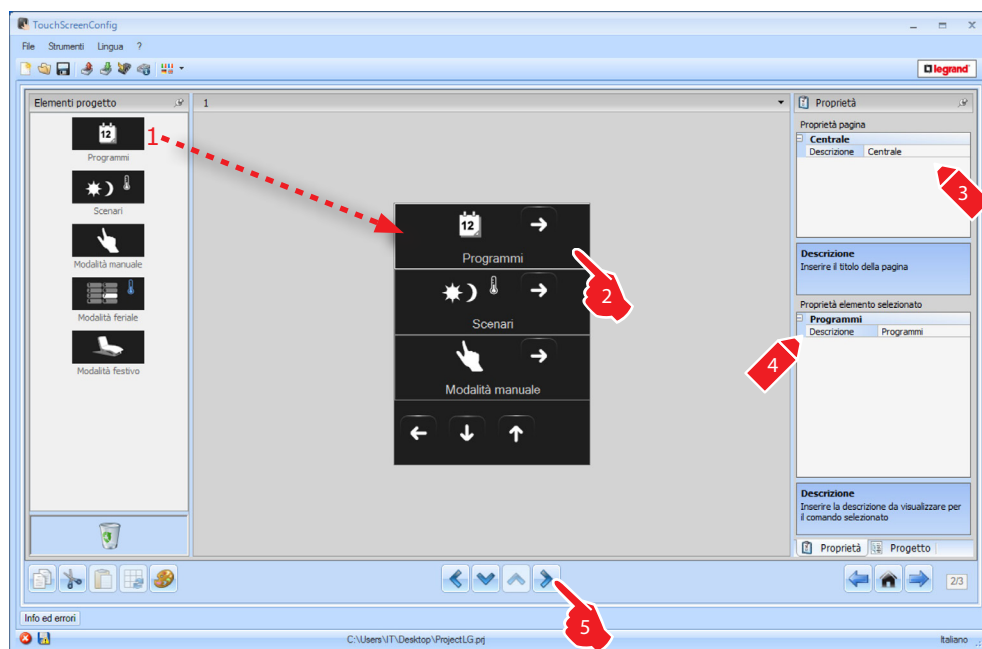 TouchScreenConfig
File Strumenti Lingua ?
legrand
Elementi progetto
1
Proprietà
12
Programmi
Scenari
Modalità manuale
Modalità feriale
Modalità festivo
1
12
Programmi
2
Scenari
Modalità manuale
Proprietà pagina
Centrale
Descrizione Centrale
3
Descrizione
Inserire il titolo della pagina
Proprietà elemento selezionato
Programmi
Descrizione Programmi
4
Descrizione
Inserire la descrizione da visualizzare per
il comando selezionato
Proprietà Progetto
2/3
5
Info ed errori
C:\Users\IT\Desktop\ProjectLG.prj
Italiano